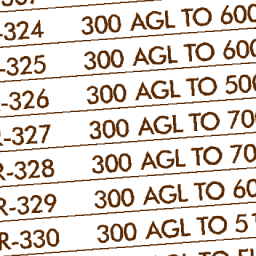 -324 300 AGL TO 600
-325 300 AGL TO 600
R-326 300 AGL TO 500
R-327 300 AGL TO 700
R-328 300 AGL TO 70
R-329 300 AGL TO 60
R-330 300 AGL TO 5